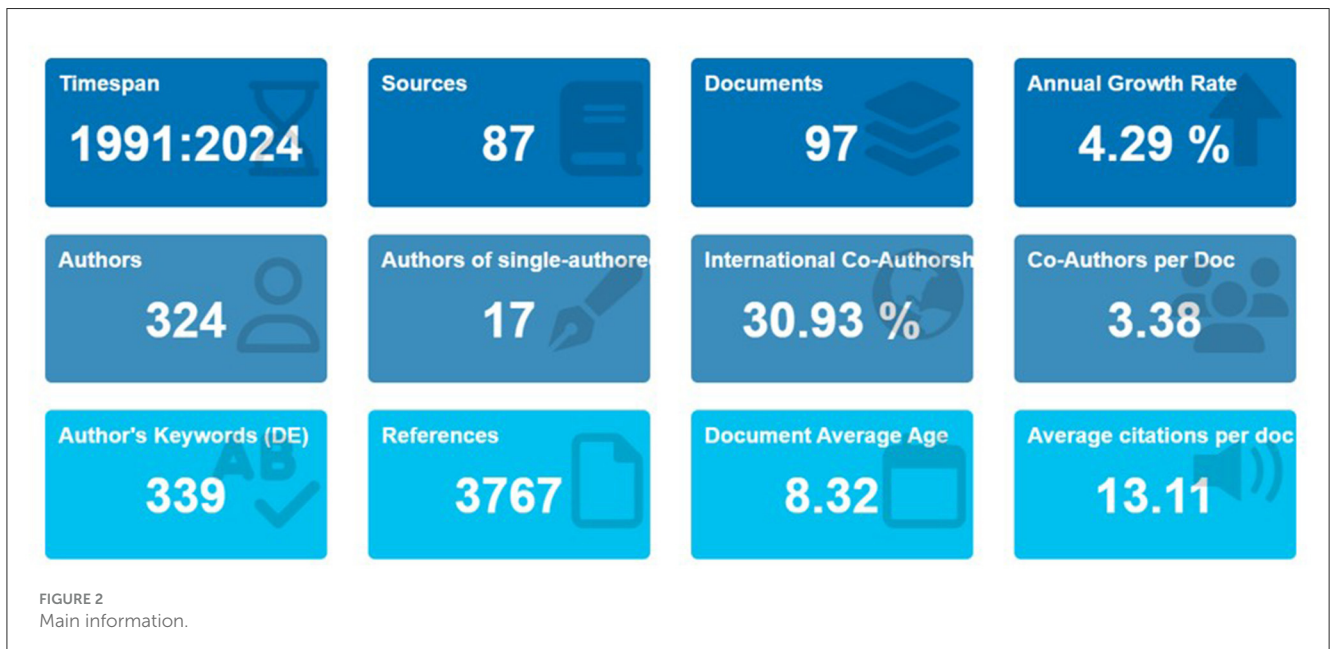 Timespan
1991:2024
Sources
87
Documents
97
Annual Growth Rate
4.29 %
Authors
324
Authors of single-authore
17
International Co-Authorsh
30.93 %
Co-Authors per Doc
3.38
Author's Keywords (DE)
339
References
3767
Document Average Age
8.32
Average citations per doc
13.11
AB
FIGURE 2
Main information.